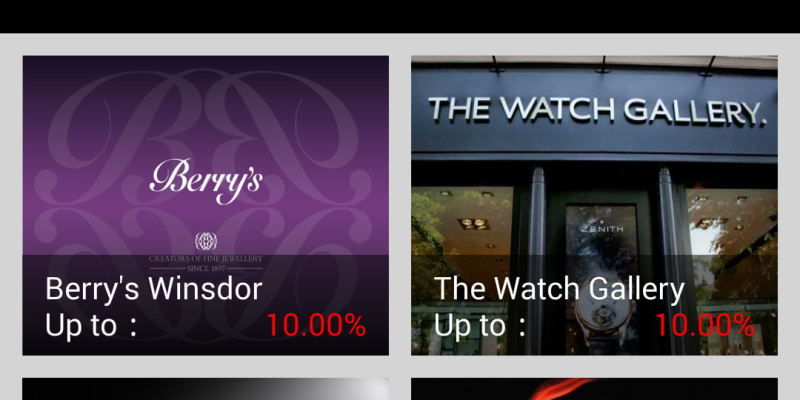 Berry's
CREATORS OF FINE JEWELLERY
SINCE 1897
Berry's Winsdor
Up to :
10.00%
THE WATCH GALLERY.
ZENITH
The Watch Gallery
Up to :
10.00%